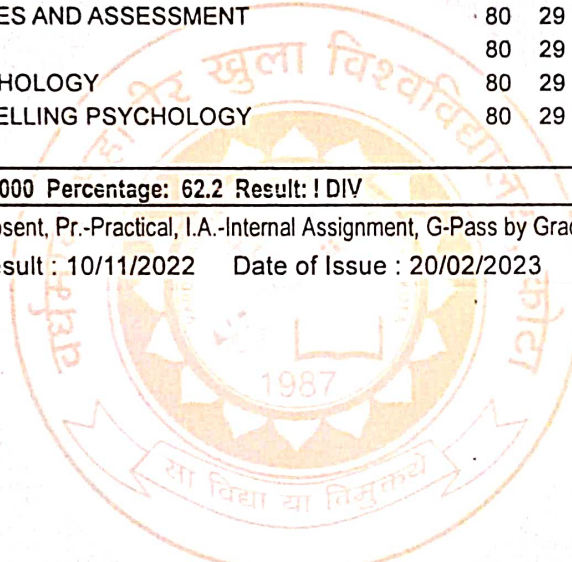 ES AND ASSESSMENT 80 29
80 29
HOLOGY 80 29
ELLING PSYCHOLOGY 80 29
000 Percentage: 62.2 Result: I DIV
sent, Pr.-Practical, I.A.-Internal Assignment, G-Pass by Grac
sult : 10/11/2022 Date of Issue : 20/02/2023
खुला
कोटा
1987
सा विद्या या विमुक्तये